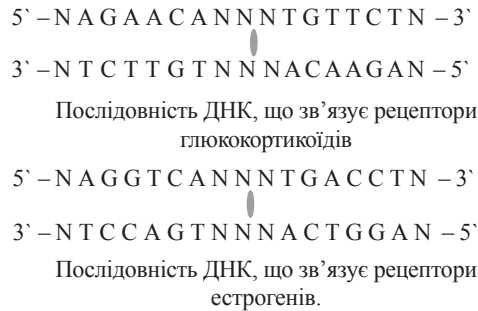 5` – N A G A A C A N N N T G T T C T N – 3`
3` – N T C T T G T N N N A C A A G A N – 5`
Послідовність ДНК, що зв’язує рецептори
глюкокортикоїдів
5` – N A G G T C A N N N T G A C C T N – 3`
3` – N T C C A G T N N N A C T G G A N – 5`
Послідовність ДНК, що зв’язує рецептори
естрогенів.